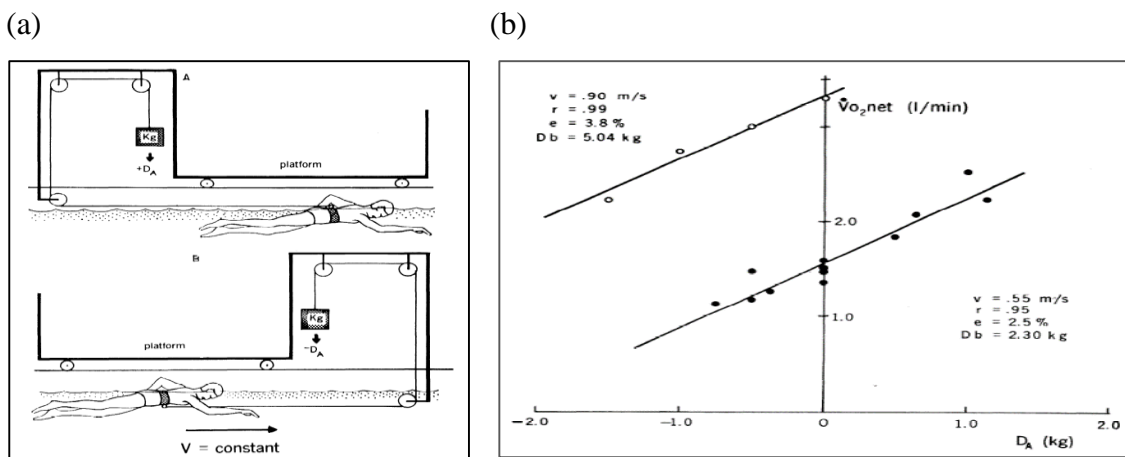 (a)
(b)
A
Kg
+D_A
platform
B
Kg
-D_A
platform
V = constant
v = .90 m/s
r = .99
e = 3.8 %
Db = 5.04 kg
V̇o₂net (l/min)
2.0
1.0
v = .55 m/s
r = .95
e = 2.5 %
Db = 2.30 kg
-2.0
-1.0
0
1.0
2.0
D_A (kg)